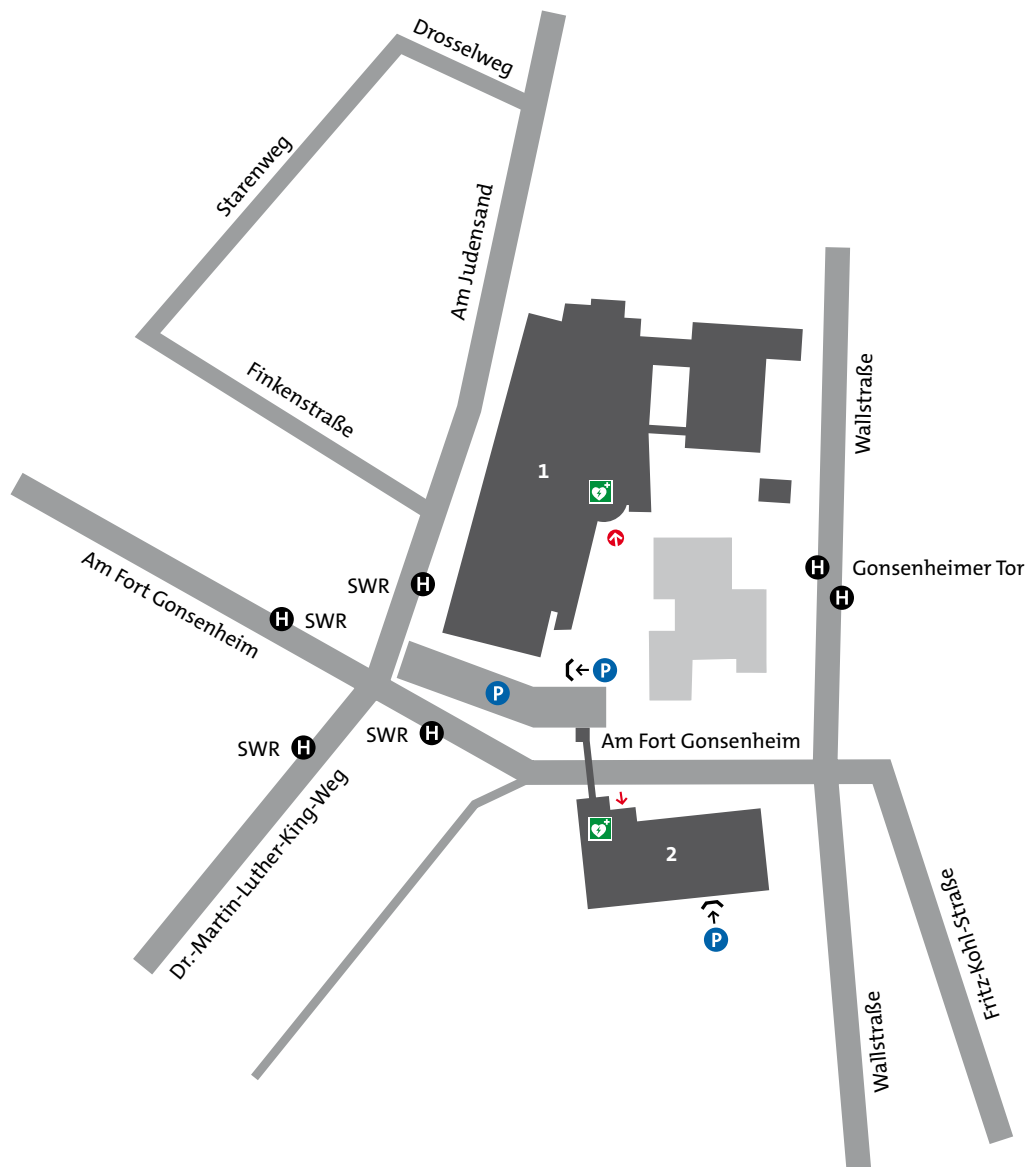 Drosselweg
Starenweg
Am Judensand
Finkenstraße
Wallstraße
1
H
Gonsenheimer Tor
H
SWR
H
Am Fort Gonsenheim
H
SWR
P
P
SWR
H
SWR
H
Am Fort Gonsenheim
Dr.-Martin-Luther-King-Weg
2
P
Fritz-Kohl-Straße
Wallstraße